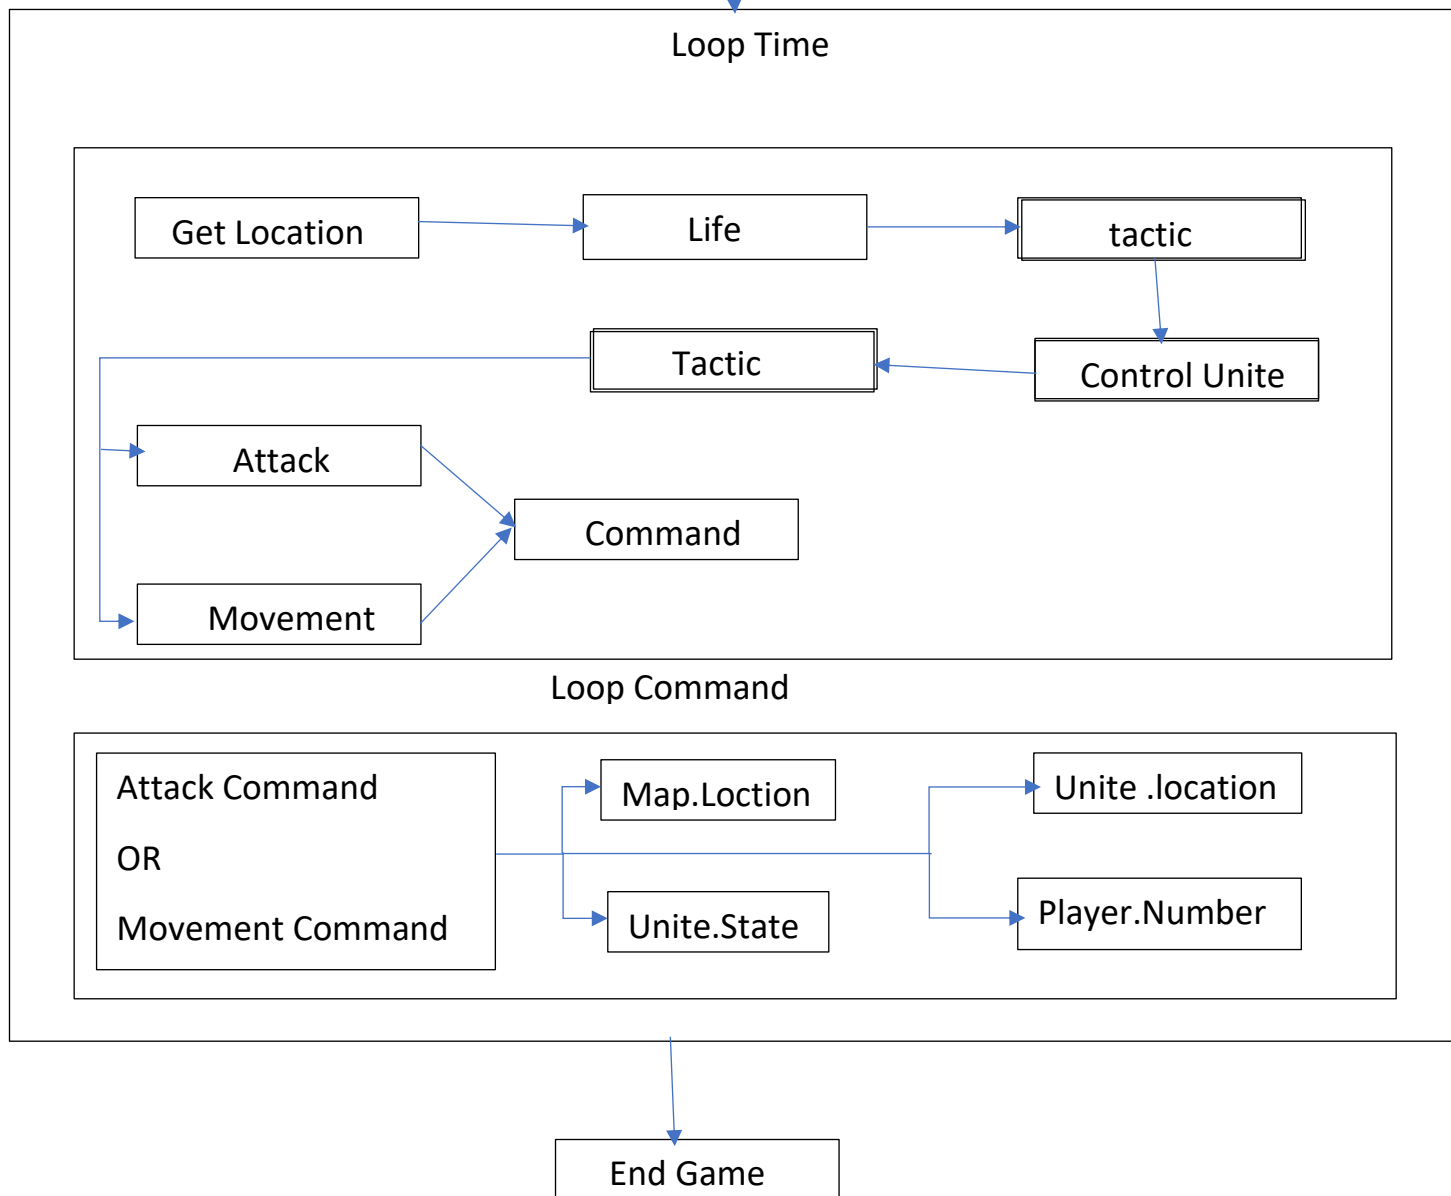 Loop Time
Get Location
Life
tactic
Tactic
Control Unite
Attack
Command
Movement
Loop Command
Attack Command
OR
Movement Command
Map.Loction
Unite .location
Unite.State
Player.Number
End Game